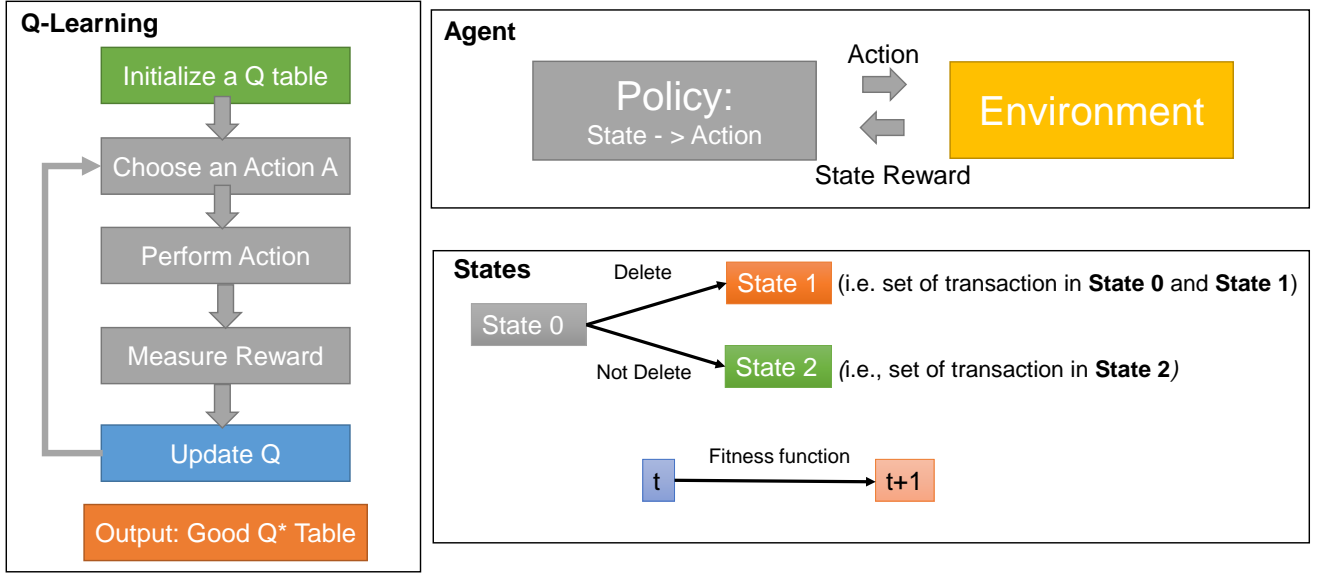 Q-Learning
Initialize a Q table
Choose an Action A
Perform Action
Measure Reward
Update Q
Output: Good Q* Table
Agent
Policy:
State - > Action
Action
State Reward
Environment
States
State 0
Delete
State 1 (i.e. set of transaction in State 0 and State 1)
Not Delete
State 2 (i.e., set of transaction in State 2)
Fitness function
t
t+1